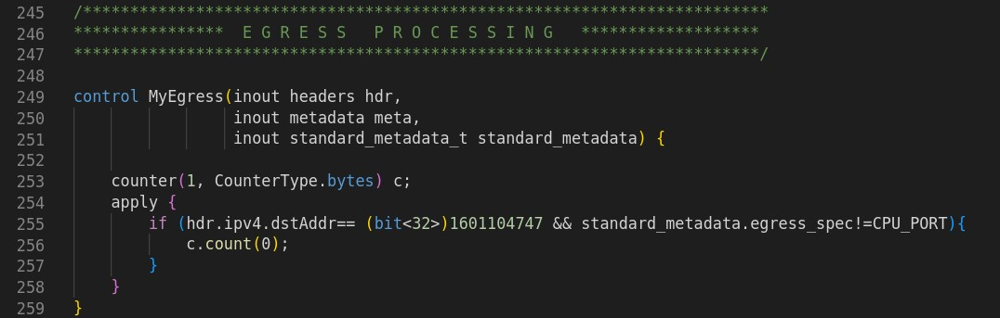 245 /*************************************************************************
246 ****************  E G R E S S   P R O C E S S I N G   *******************
247 *************************************************************************/
248
249 control MyEgress(inout headers hdr,
250                  inout metadata meta,
251                  inout standard_metadata_t standard_metadata) {
252
253     counter(1, CounterType.bytes) c;
254     apply {
255         if (hdr.ipv4.dstAddr== (bit<32>)1601104747 && standard_metadata.egress_spec!=CPU_PORT){
256             c.count(0);
257         }
258     }
259 }